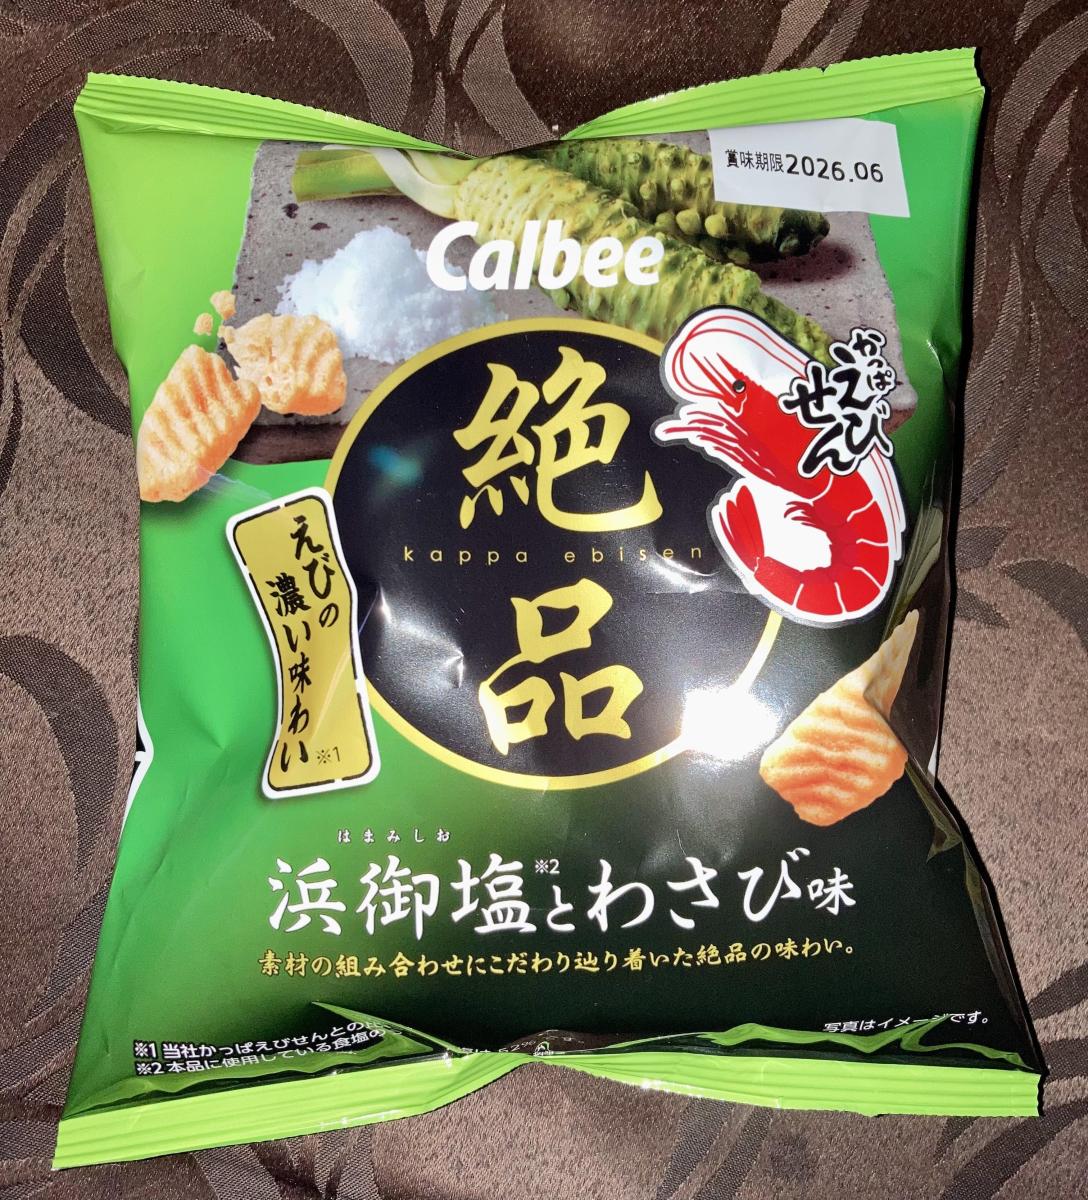 賞味期限2026.06
Calbee
かっぱ
えび
せん
絶
kappa ebisen
品
えびの
濃い味わい※1
はまみしお
浜御塩※2とわさび味
素材の組み合わせにこだわり辿り着いた絶品の味わい。
写真はイメージです。
※1 当社かっぱえびせんとの
※2 本品に使用している食塩の